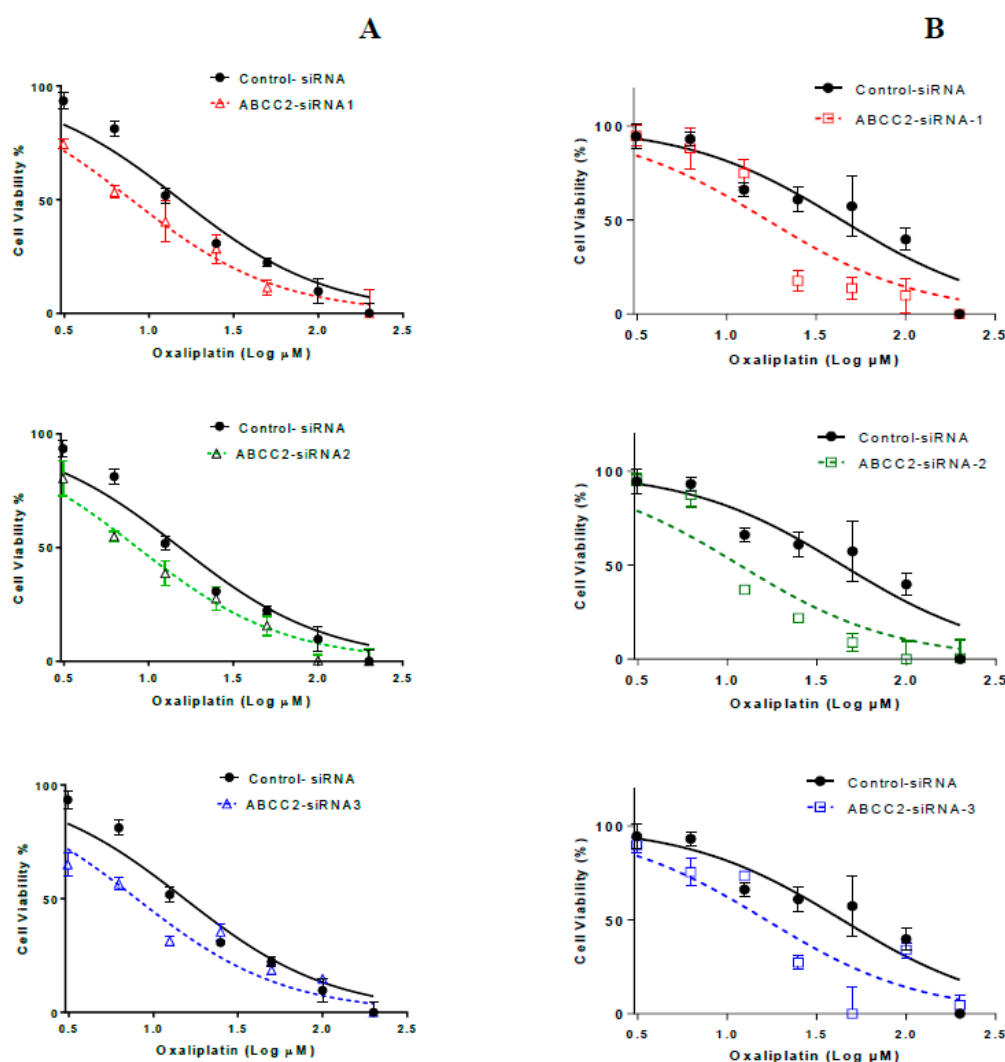 A
Control- siRNA
ABCC2-siRNA1
100
50
0
Cell Viability %
0.5 1.0 1.5 2.0 2.5
Oxaliplatin (Log µM)
Control- siRNA
ABCC2-siRNA2
100
50
0
Cell Viability %
0.5 1.0 1.5 2.0 2.5
Oxaliplatin (Log µM)
Control- siRNA
ABCC2-siRNA3
100
50
0
Cell Viability %
0.5 1.0 1.5 2.0 2.5
Oxaliplatin (Log µM)
B
Control-siRNA
ABCC2-siRNA-1
100
50
0
Cell Viability (%)
0.5 1.0 1.5 2.0 2.5
Oxaliplatin (Log µM)
Control-siRNA
ABCC2-siRNA-2
100
50
0
Cell Viability (%)
0.5 1.0 1.5 2.0 2.5
Oxaliplatin (Log µM)
Control-siRNA
ABCC2-siRNA-3
100
50
0
Cell Viability (%)
0.5 1.0 1.5 2.0 2.5
Oxaliplatin (Log µM)